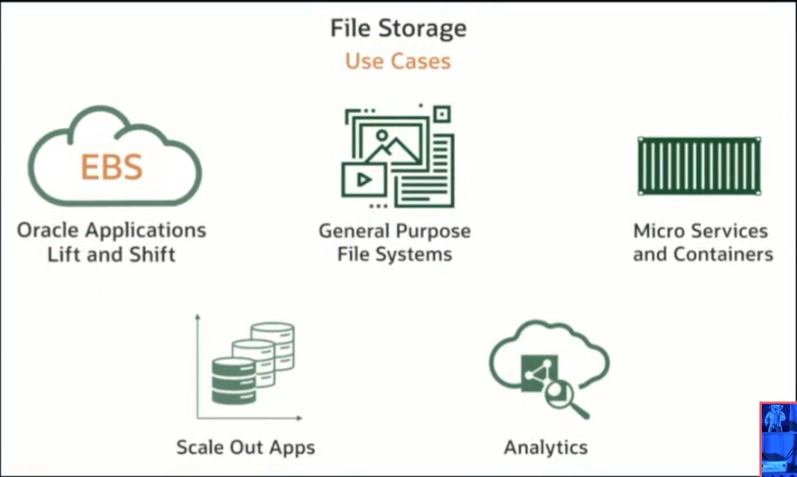 File Storage
Use Cases
EBS
Oracle Applications
Lift and Shift
General Purpose
File Systems
Micro Services
and Containers
Scale Out Apps
Analytics